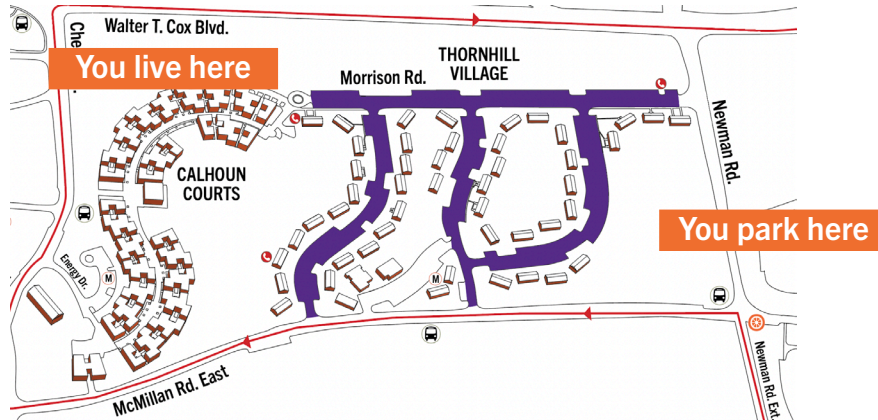 Walter T. Cox Blvd.
Che
You live here
THORNHILL
VILLAGE
Morrison Rd.
Newman Rd.
CALHOUN
COURTS
You park here
Energy Dr.
M
M
McMillan Rd. East
Newman Rd. Ext.